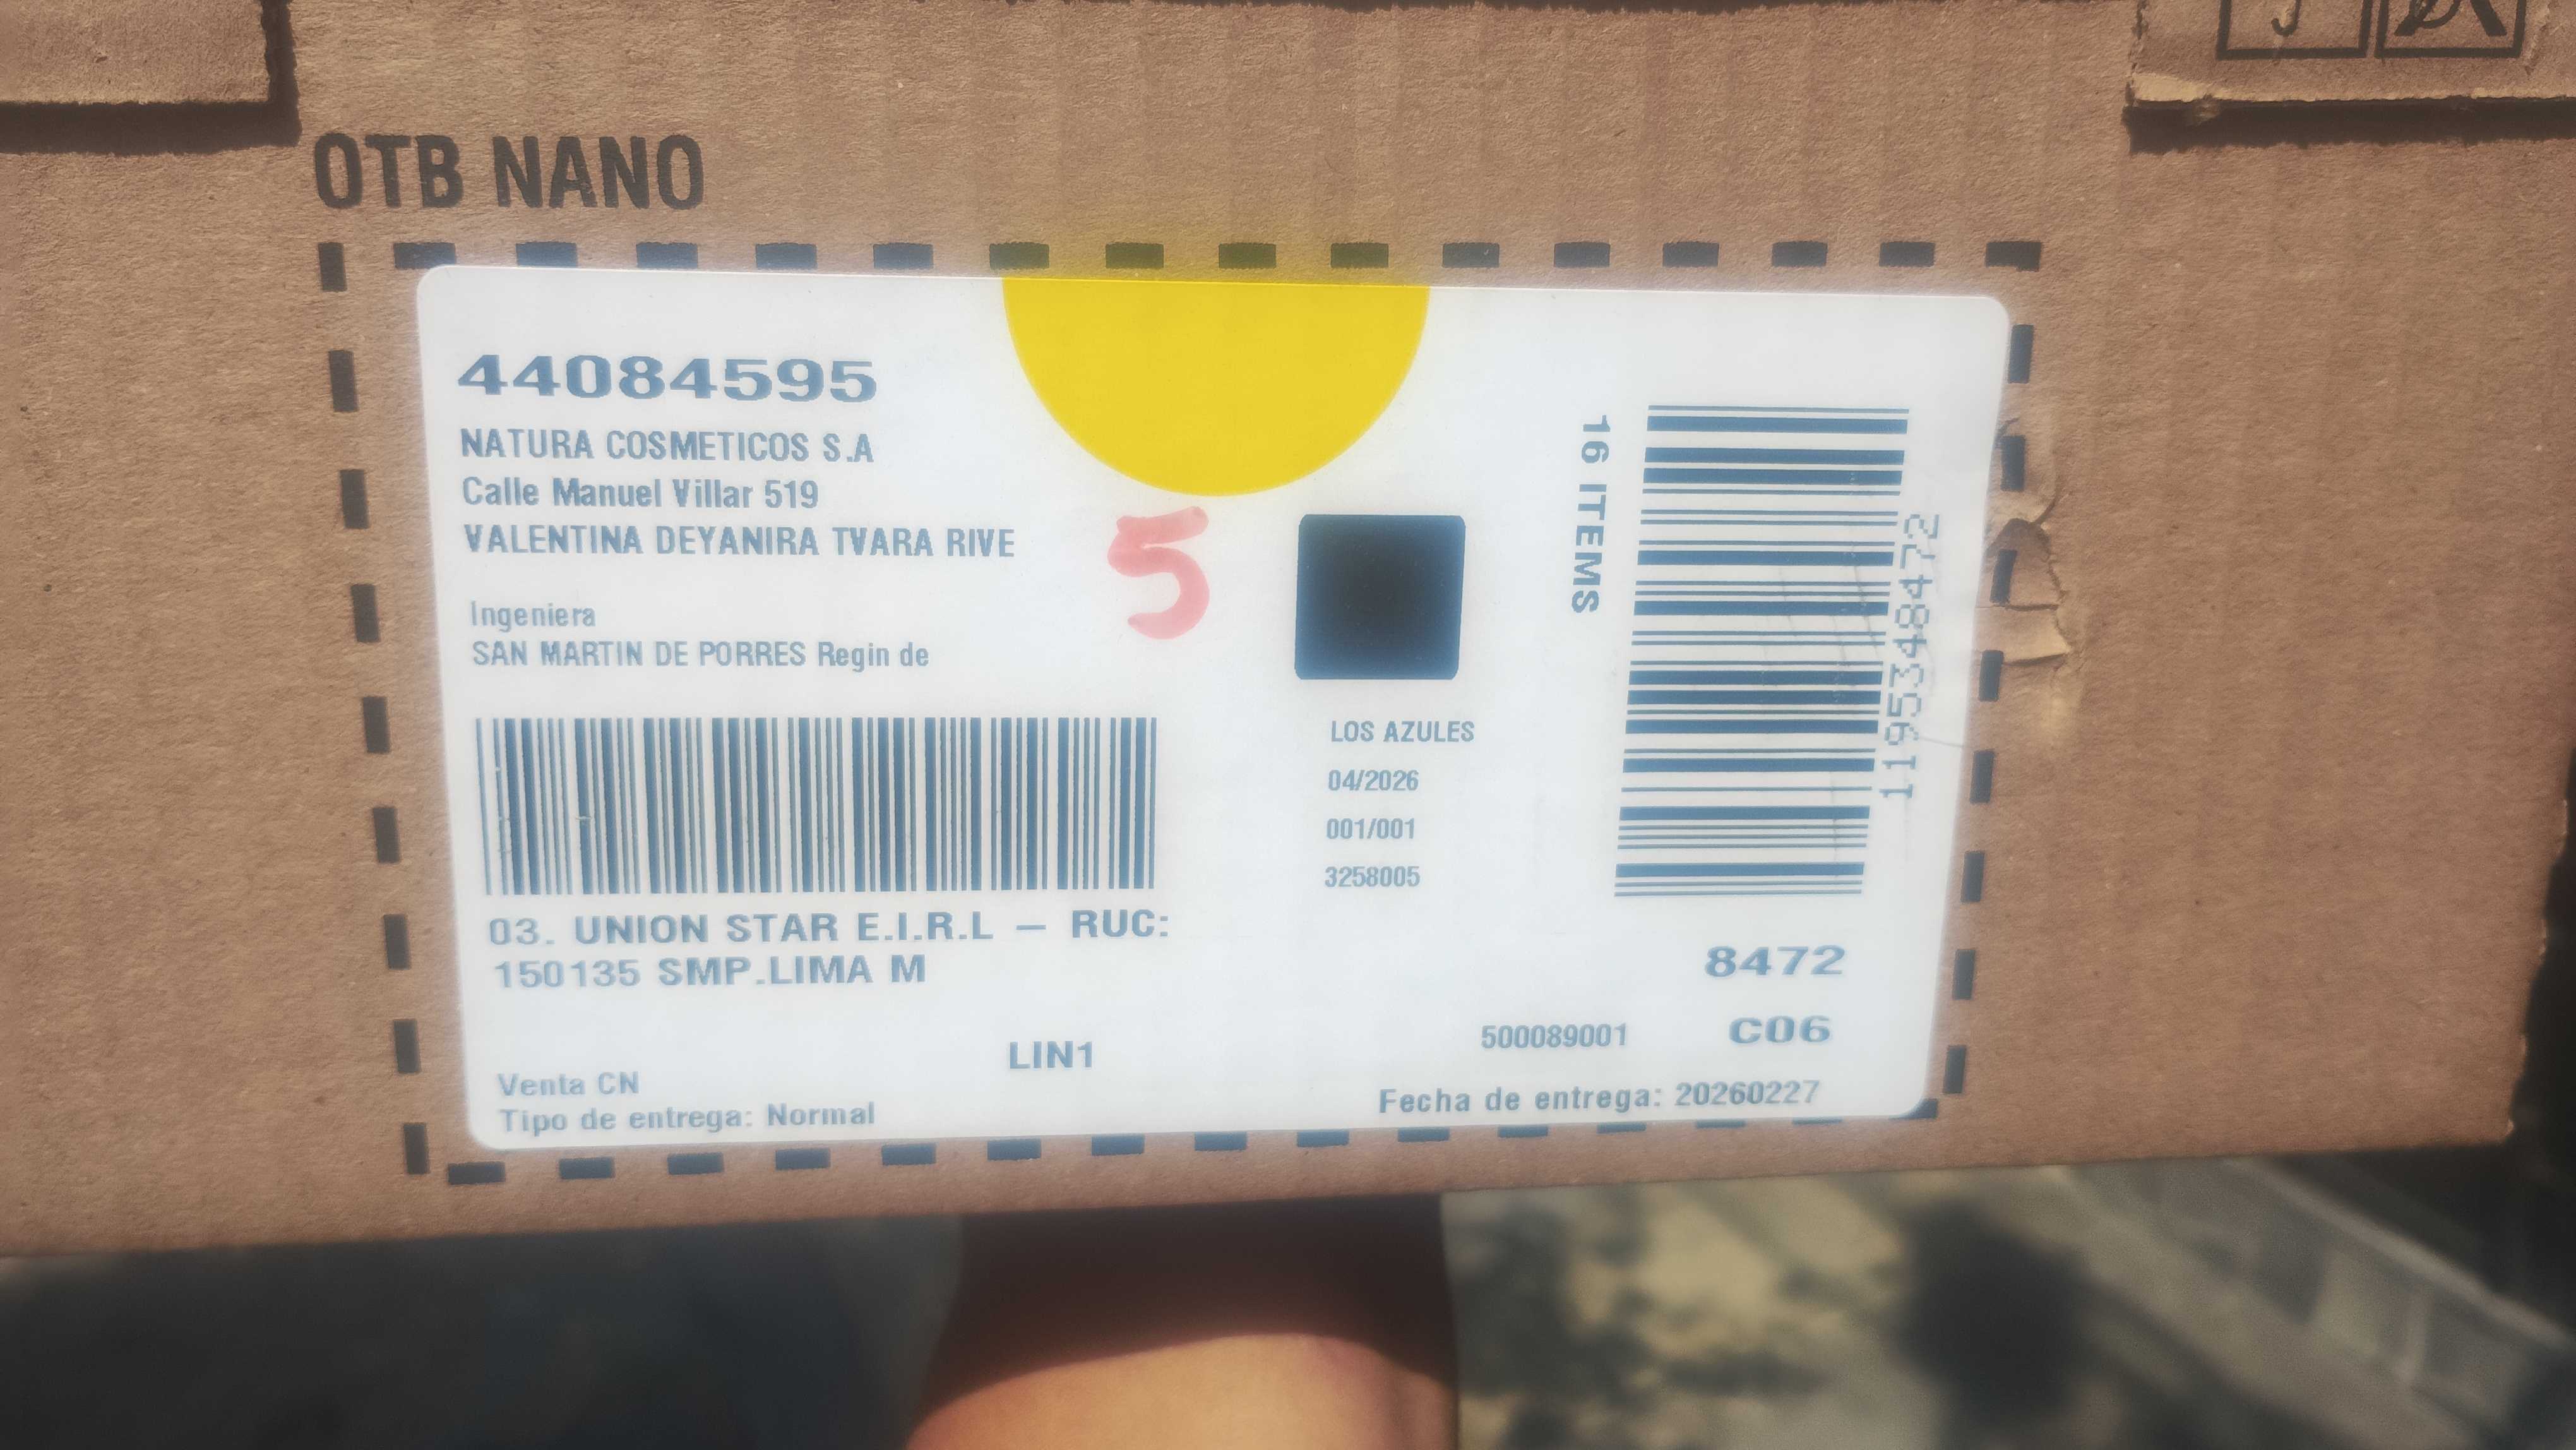 OTB NANO
44084595
NATURA COSMETICOS S.A
Calle Manuel Villar 519
VALENTINA DEYANIRA TVARA RIVE
5
Ingeniera
SAN MARTIN DE PORRES Regin de
16 ITEMS
1195348472
LOS AZULES
04/2026
001/001
3258005
03. UNION STAR E.I.R.L — RUC:
150135 SMP.LIMA M
8472
LIN1
500089001 C06
Venta CN
Tipo de entrega: Normal
Fecha de entrega: 20260227